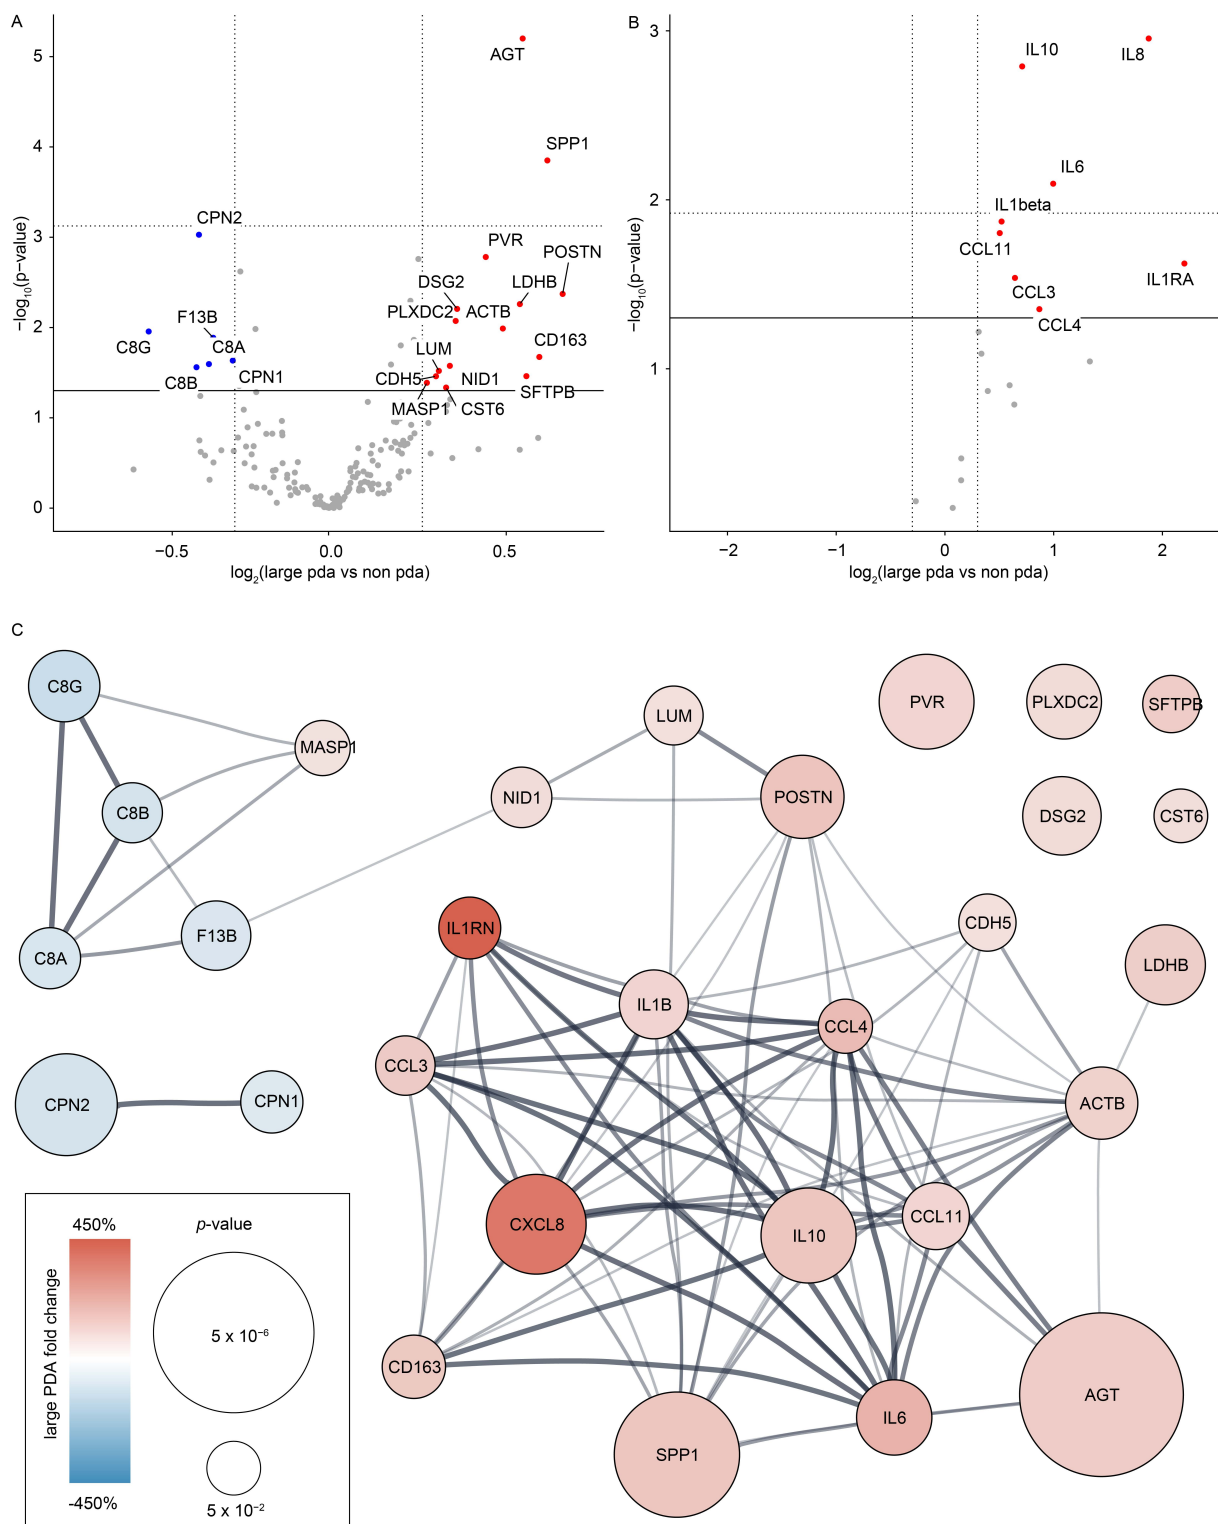 A
5
4
3
2
1
0
−log10(p−value)
AGT
SPP1
CPN2
PVR
POSTN
DSG2
LDHB
F13B
PLXDC2
ACTB
C8G
C8A
LUM
CD163
C8B
CPN1
CDH5
NID1
SFTPB
MASP1
CST6
−0.5
0.0
0.5
log2(large pda vs non pda)
B
3
2
1
−log10(p−value)
IL10
IL8
IL6
IL1beta
CCL11
IL1RA
CCL3
CCL4
−2
−1
0
1
2
log2(large pda vs non pda)
C
C8G
MASP1
C8B
F13B
C8A
CPN2
CPN1
LUM
NID1
POSTN
PVR
PLXDC2
SFTPB
DSG2
CST6
IL1RN
CDH5
LDHB
IL1B
CCL4
CCL3
ACTB
CXCL8
IL10
CCL11
CD163
SPP1
IL6
AGT
450%
p-value
large PDA fold change
5 x 10−6
-450%
5 x 10−2